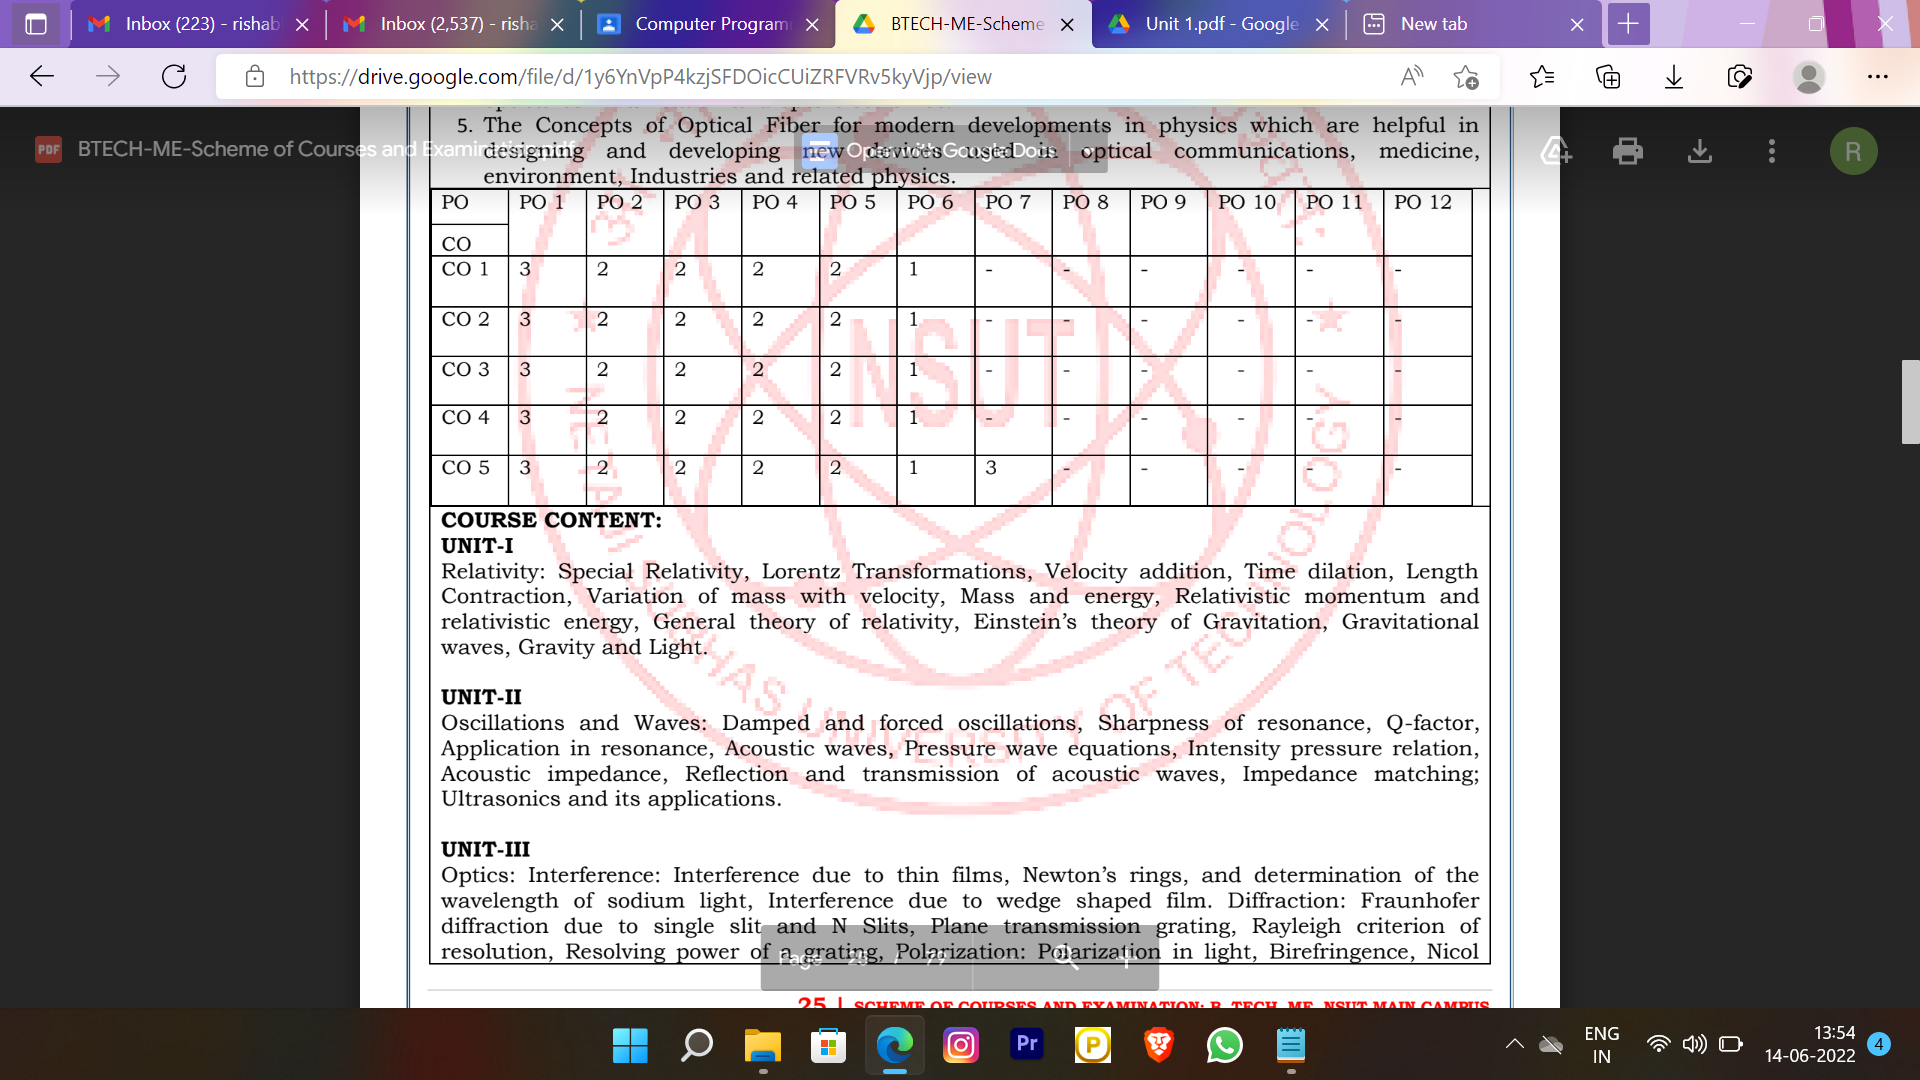 Inbox (223) - rishab
Inbox (2,537) - risha
Computer Program
BTECH-ME-Scheme
Unit 1.pdf - Google
New tab
https://drive.google.com/file/d/1y6YnVpP4kzjSFDOicCUiZRFVRv5kyVjp/view
5. The Concepts of Optical Fiber for modern developments in physics which are helpful in
PDF BTECH-ME-Scheme of Courses and Examination.pdf
Open with Google Docs
designing and developing new devices used in optical communications, medicine,
R
environment, Industries and related physics.
PO PO 1 PO 2 PO 3 PO 4 PO 5 PO 6 PO 7 PO 8 PO 9 PO 10 PO 11 PO 12
CO
CO 1 3 2 2 2 2 1 - - - - - -
CO 2 3 2 2 2 2 1 - - - - - -
CO 3 3 2 2 2 2 1 - - - - - -
CO 4 3 2 2 2 2 1 - - - - - -
CO 5 3 2 2 2 2 1 3 - - - - -
NSUT
NETAJI SUBHAS UNIVERSITY OF TECHNOLOGY
COURSE CONTENT:
UNIT-I
Relativity: Special Relativity, Lorentz Transformations, Velocity addition, Time dilation, Length
Contraction, Variation of mass with velocity, Mass and energy, Relativistic momentum and
relativistic energy, General theory of relativity, Einstein's theory of Gravitation, Gravitational
waves, Gravity and Light.
UNIT-II
Oscillations and Waves: Damped and forced oscillations, Sharpness of resonance, Q-factor,
Application in resonance, Acoustic waves, Pressure wave equations, Intensity pressure relation,
Acoustic impedance, Reflection and transmission of acoustic waves, Impedance matching;
Ultrasonics and its applications.
UNIT-III
Optics: Interference: Interference due to thin films, Newton's rings, and determination of the
wavelength of sodium light, Interference due to wedge shaped film. Diffraction: Fraunhofer
diffraction due to single slit and N Slits, Plane transmission grating, Rayleigh criterion of
resolution, Resolving power of a grating, Polarization: Polarization in light, Birefringence, Nicol
Page 25 / 77
25 | SCHEME OF COURSES AND EXAMINATION: B. TECH. ME, NSUT MAIN CAMPUS
Pr
P
ENG
IN
13:54
14-06-2022
4